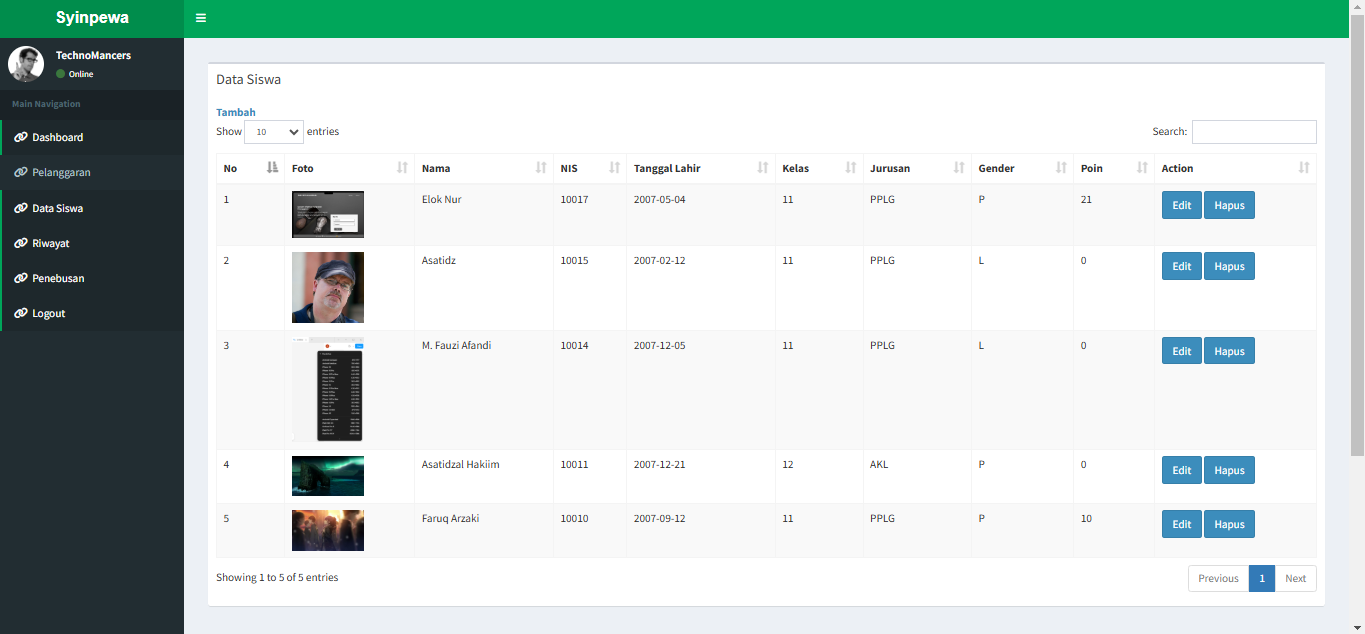 Syinpewa
TechnoMancers
Online
Main Navigation
Dashboard
Pelanggaran
Data Siswa
Riwayat
Penebusan
Logout
Data Siswa
Tambah
Show 10 entries Search:
No Foto Nama NIS Tanggal Lahir Kelas Jurusan Gender Poin Action
1 Elok Nur 10017 2007-05-04 11 PPLG P 21 Edit Hapus
2 Asatidz 10015 2007-02-12 11 PPLG L 0 Edit Hapus
3 M. Fauzi Afandi 10014 2007-12-05 11 PPLG L 0 Edit Hapus
4 Asatidzal Hakiim 10011 2007-12-21 12 AKL P 0 Edit Hapus
5 Faruq Arzaki 10010 2007-09-12 11 PPLG P 10 Edit Hapus
Showing 1 to 5 of 5 entries Previous 1 Next